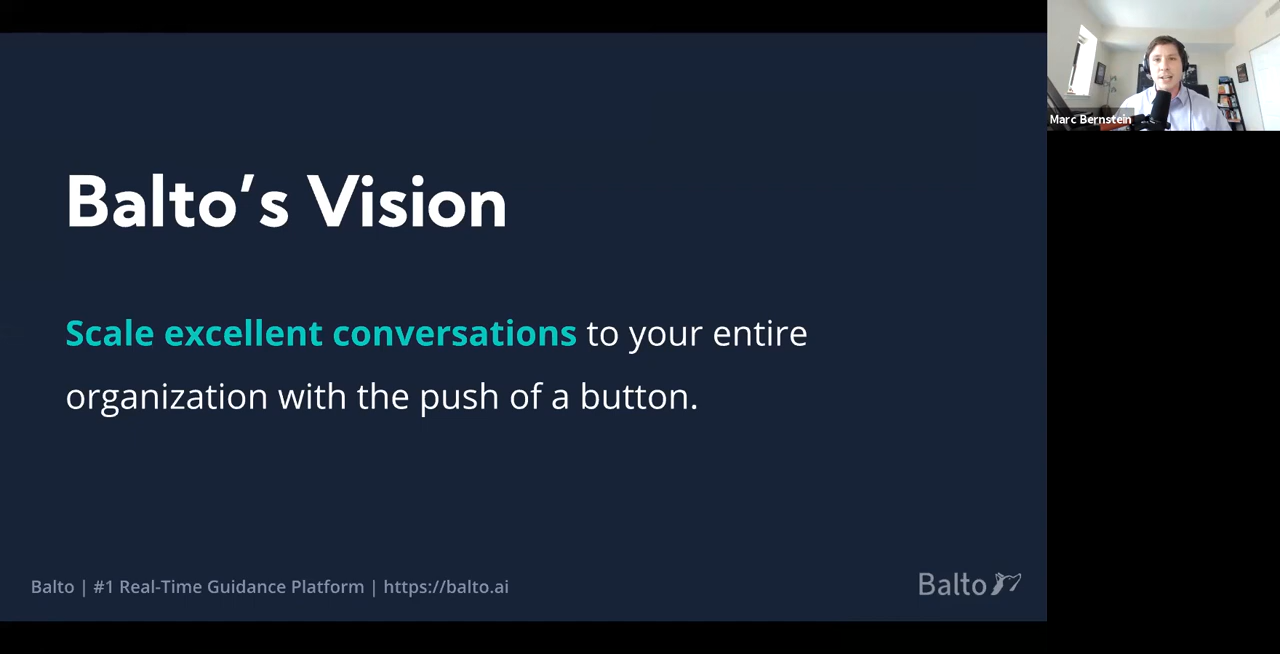 Balto's Vision
Scale excellent conversations to your entire
organization with the push of a button.
Balto | #1 Real-Time Guidance Platform | https://balto.ai
Balto
Marc Bernstein